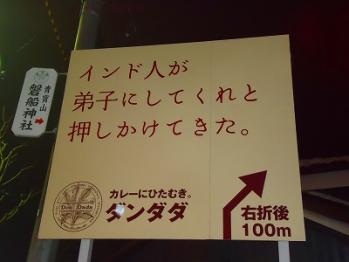 インド人が
弟子にしてくれと
押しかけてきた。
カレーにひたむき。
ダンダダ
右折後
100m
磐船神社